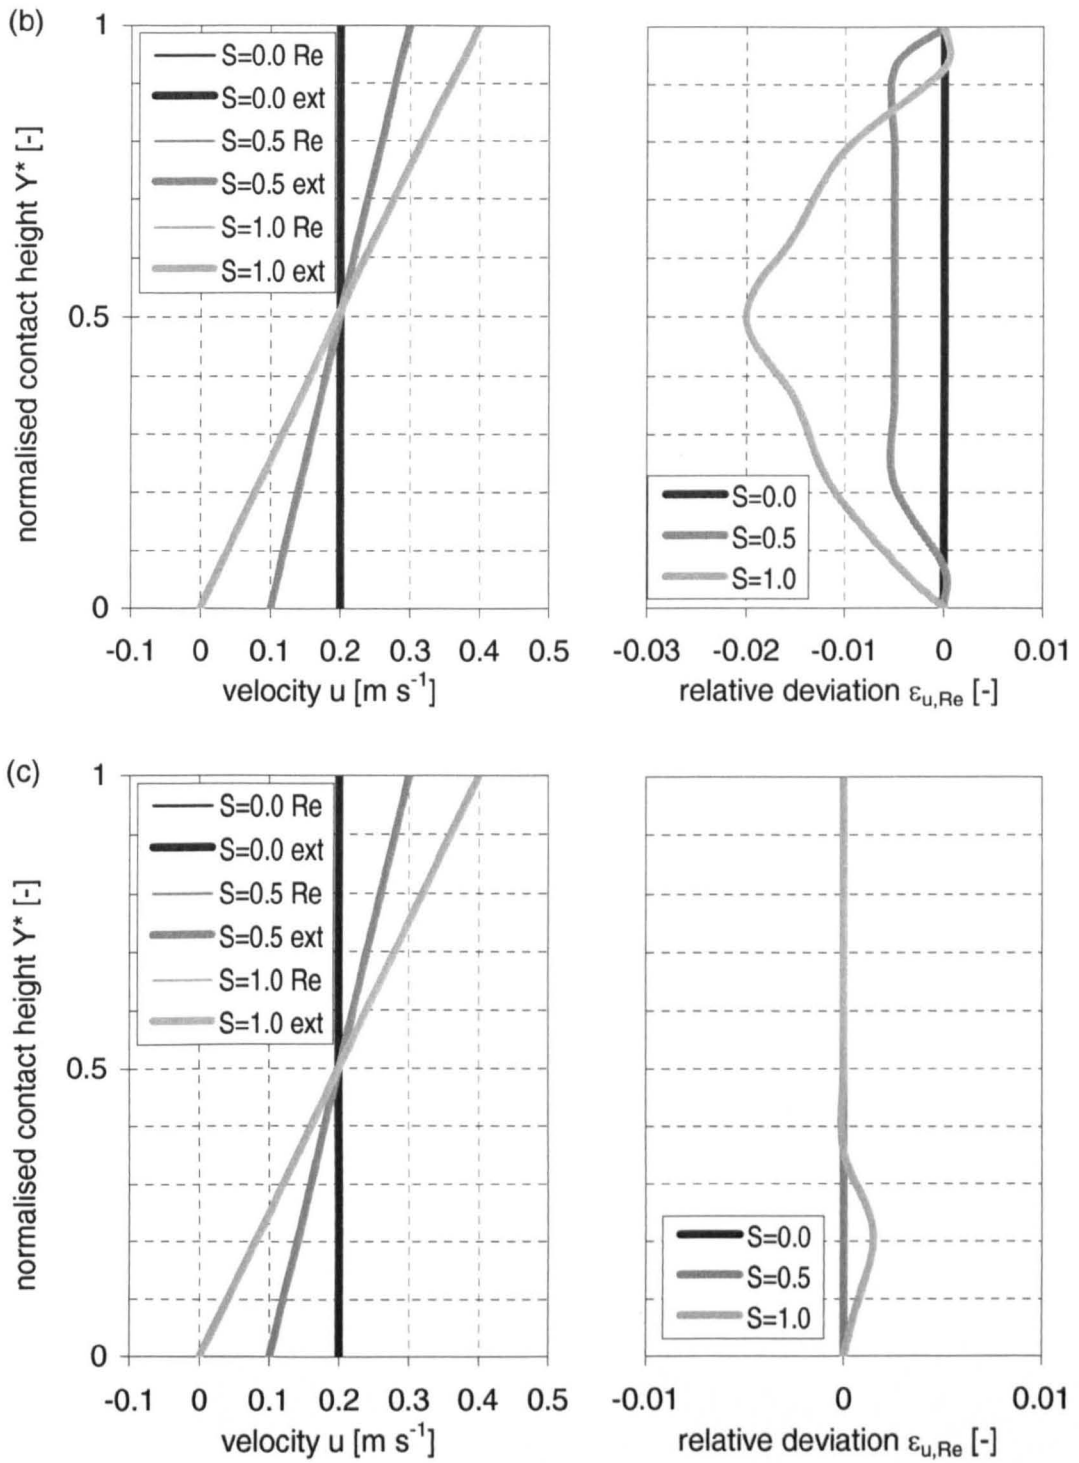 (b)
normalised contact height Y* [-]
1
0.5
0
S=0.0 Re
S=0.0 ext
S=0.5 Re
S=0.5 ext
S=1.0 Re
S=1.0 ext
-0.1 0 0.1 0.2 0.3 0.4 0.5
velocity u [m s⁻¹]
S=0.0
S=0.5
S=1.0
-0.03 -0.02 -0.01 0 0.01
relative deviation εu,Re [-]
(c)
normalised contact height Y* [-]
1
0.5
0
S=0.0 Re
S=0.0 ext
S=0.5 Re
S=0.5 ext
S=1.0 Re
S=1.0 ext
-0.1 0 0.1 0.2 0.3 0.4 0.5
velocity u [m s⁻¹]
S=0.0
S=0.5
S=1.0
-0.01 0 0.01
relative deviation εu,Re [-]